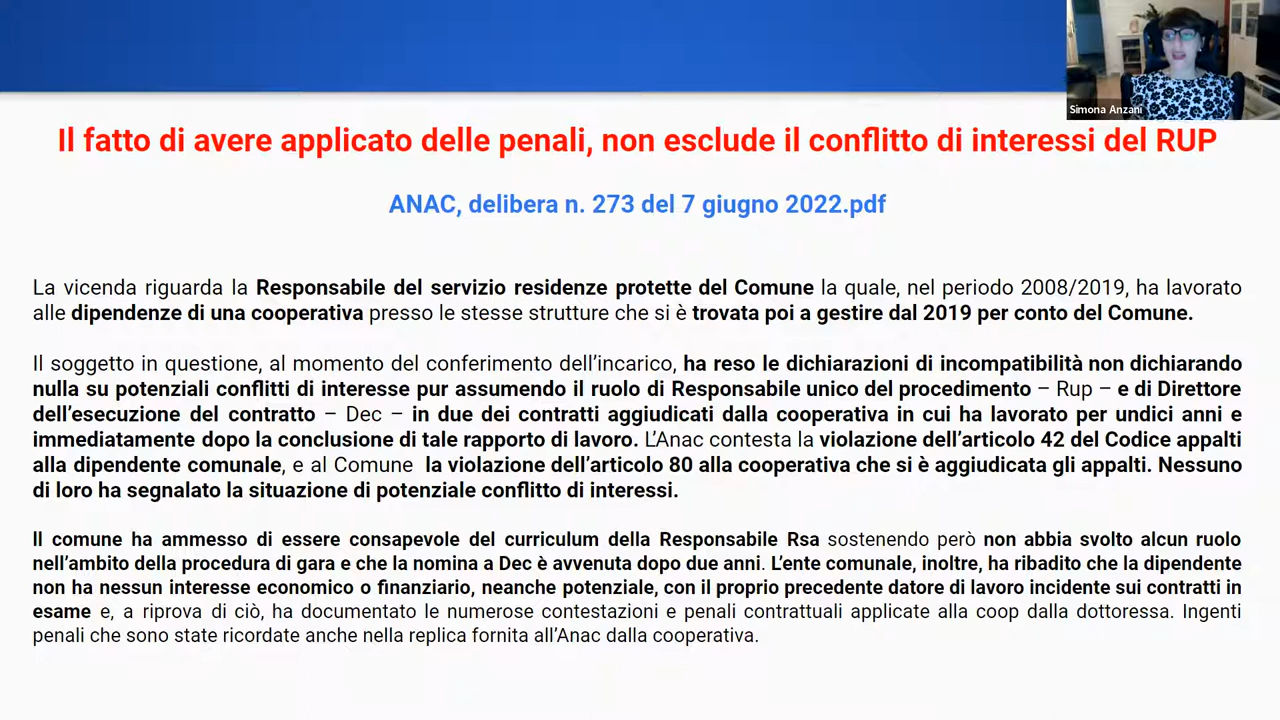 Simona Anzani
Il fatto di avere applicato delle penali, non esclude il conflitto di interessi del RUP
ANAC, delibera n. 273 del 7 giugno 2022.pdf
La vicenda riguarda la Responsabile del servizio residenze protette del Comune la quale, nel periodo 2008/2019, ha lavorato
alle dipendenze di una cooperativa presso le stesse strutture che si è trovata poi a gestire dal 2019 per conto del Comune.
Il soggetto in questione, al momento del conferimento dell'incarico, ha reso le dichiarazioni di incompatibilità non dichiarando
nulla su potenziali conflitti di interesse pur assumendo il ruolo di Responsabile unico del procedimento – Rup – e di Direttore
dell'esecuzione del contratto – Dec – in due dei contratti aggiudicati dalla cooperativa in cui ha lavorato per undici anni e
immediatamente dopo la conclusione di tale rapporto di lavoro. L'Anac contesta la violazione dell'articolo 42 del Codice appalti
alla dipendente comunale, e al Comune la violazione dell'articolo 80 alla cooperativa che si è aggiudicata gli appalti. Nessuno
di loro ha segnalato la situazione di potenziale conflitto di interessi.
Il comune ha ammesso di essere consapevole del curriculum della Responsabile Rsa sostenendo però non abbia svolto alcun ruolo
nell'ambito della procedura di gara e che la nomina a Dec è avvenuta dopo due anni. L'ente comunale, inoltre, ha ribadito che la dipendente
non ha nessun interesse economico o finanziario, neanche potenziale, con il proprio precedente datore di lavoro incidente sui contratti in
esame e, a riprova di ciò, ha documentato le numerose contestazioni e penali contrattuali applicate alla coop dalla dottoressa. Ingenti
penali che sono state ricordate anche nella replica fornita all'Anac dalla cooperativa.